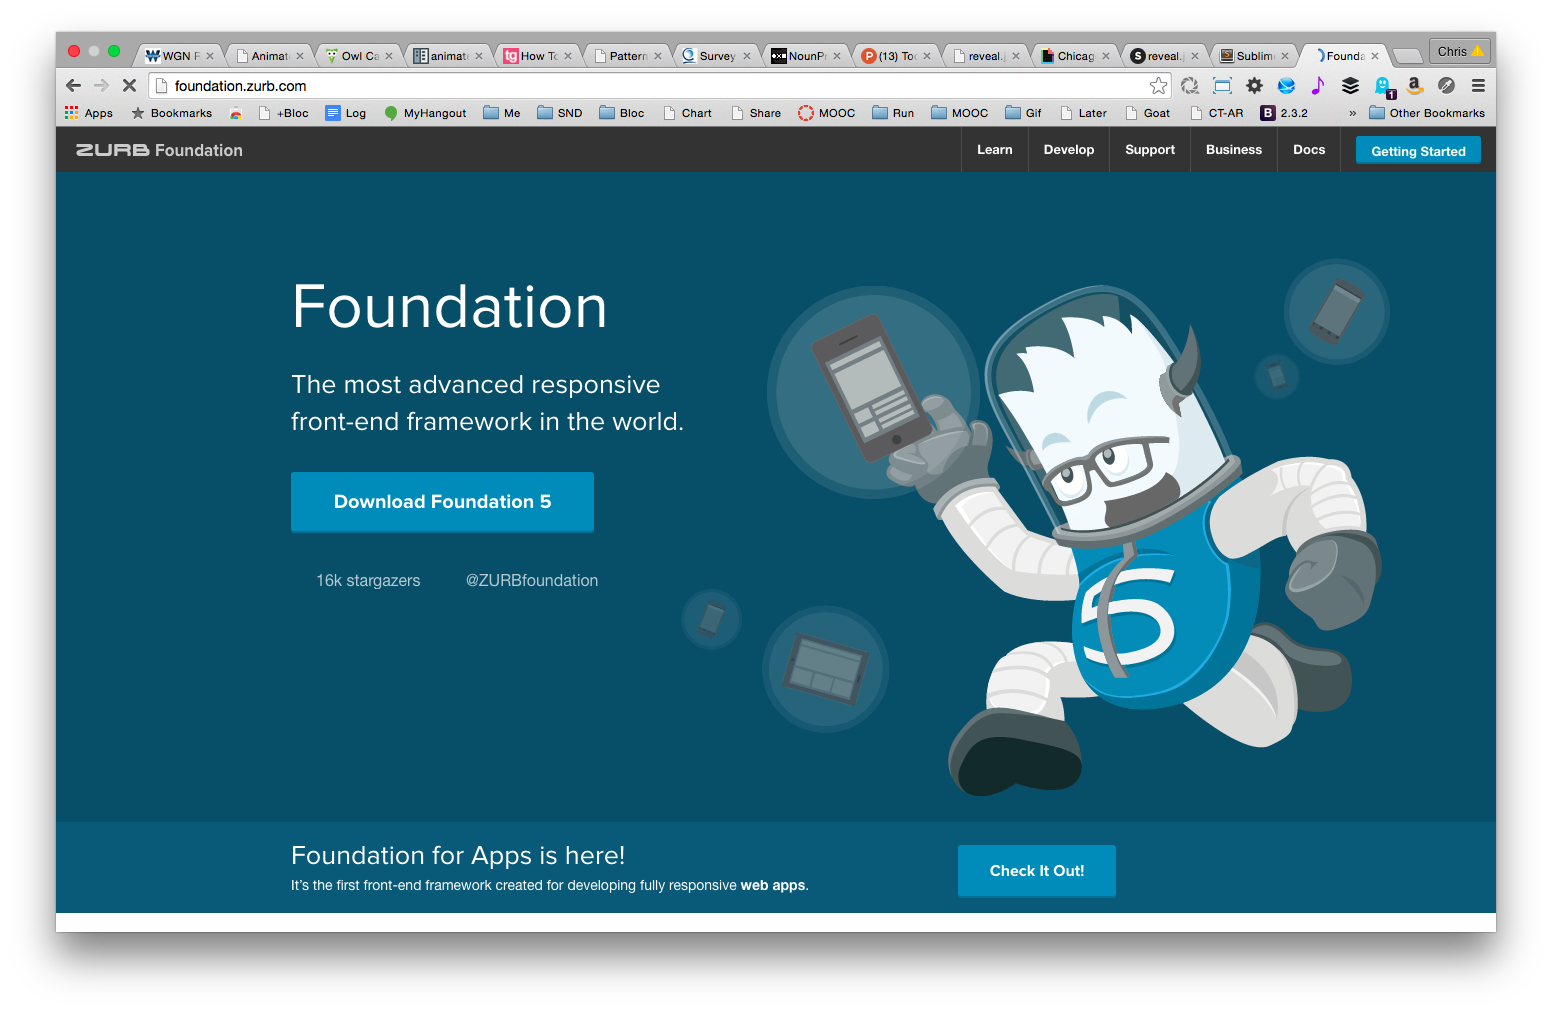 WGN
Animat
Owl Ca
animat
How To
Pattern
Survey
NounPr
(13) Too
reveal.j
Chicag
reveal.j
Sublim
Founda
Chris
foundation.zurb.com
1
Apps
Bookmarks
+Bloc
Log
MyHangout
Me
SND
Bloc
Chart
Share
MOOC
Run
MOOC
Gif
Later
Goat
CT-AR
B 2.3.2
»
Other Bookmarks
ZURB Foundation
Learn
Develop
Support
Business
Docs
Getting Started
Foundation
The most advanced responsive
front-end framework in the world.
Download Foundation 5
16k stargazers
@ZURBfoundation
5
Foundation for Apps is here!
It's the first front-end framework created for developing fully responsive web apps.
Check It Out!